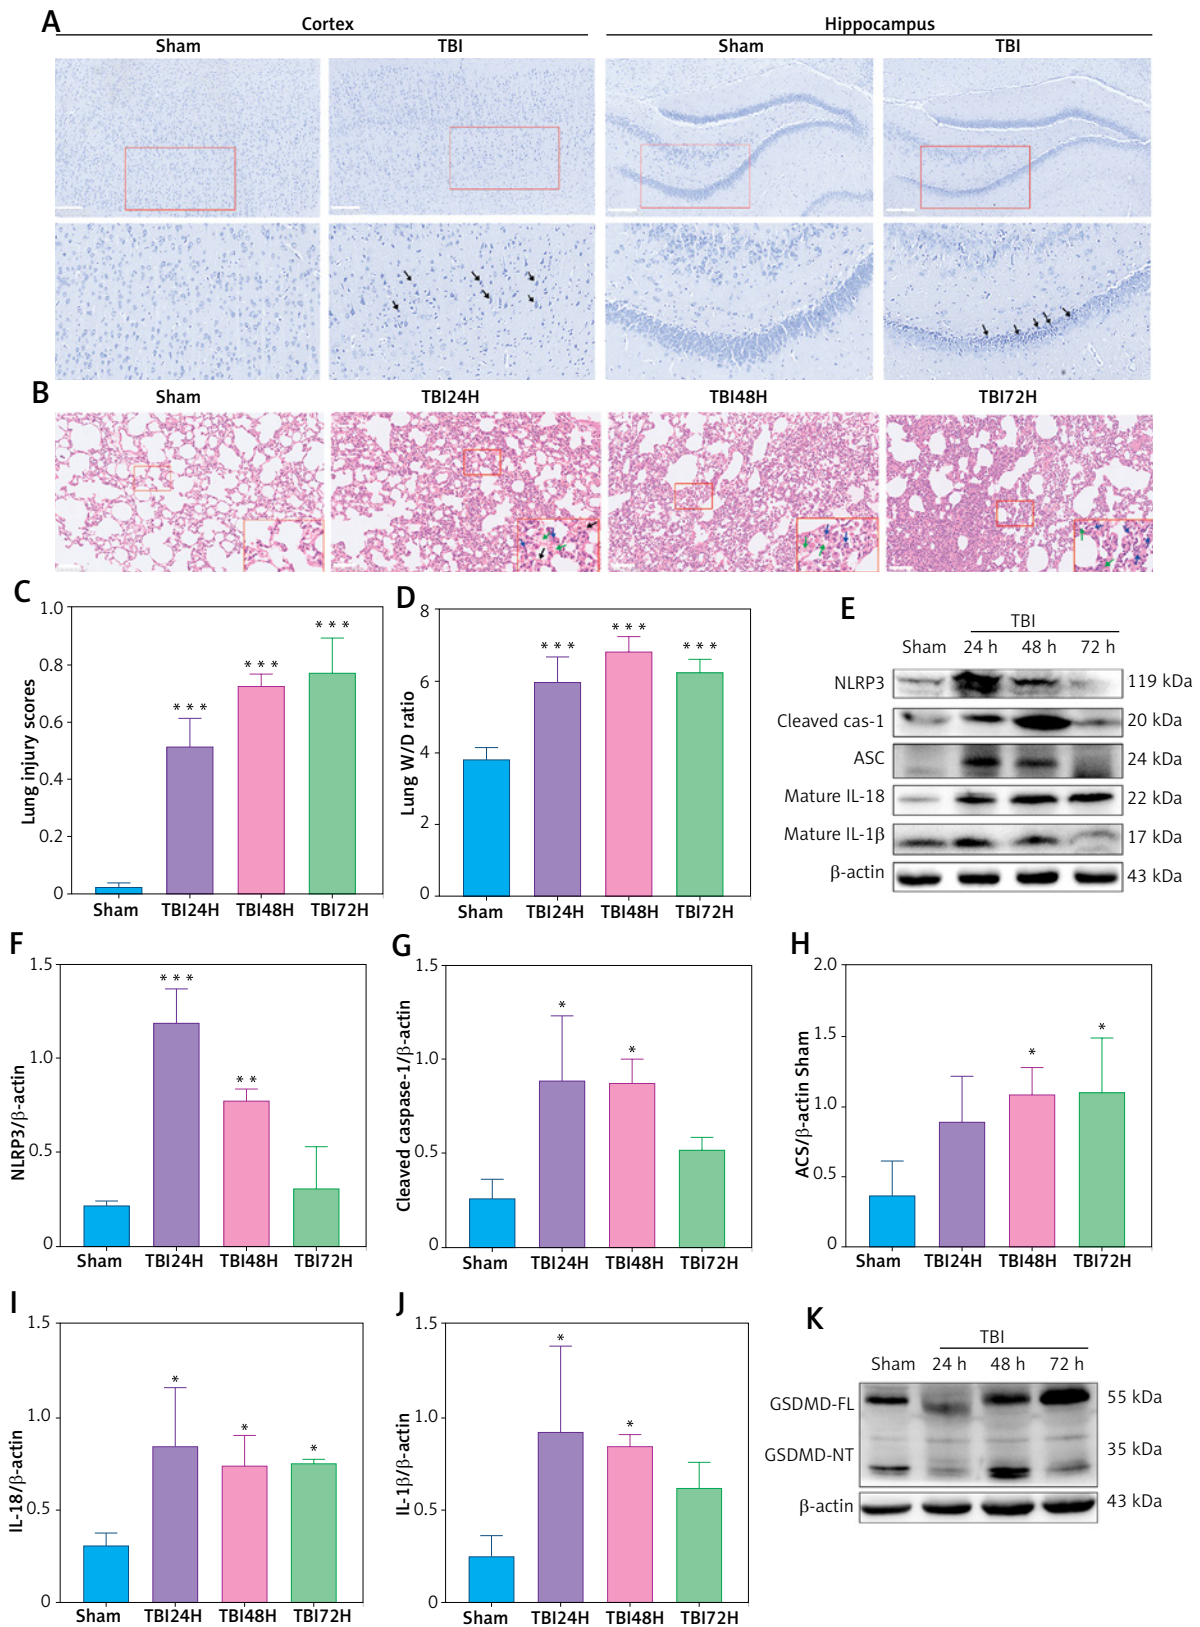 A
Cortex
Hippocampus
Sham
TBI
Sham
TBI
B
Sham
TBI24H
TBI48H
TBI72H
C
Lung injury scores
1.0
0.8
0.6
0.4
0.2
0
***
***
***
Sham
TBI24H
TBI48H
TBI72H
D
Lung W/D ratio
8
6
4
2
0
***
***
***
Sham
TBI24H
TBI48H
TBI72H
E
TBI
Sham
24 h
48 h
72 h
NLRP3
119 kDa
Cleaved cas-1
20 kDa
ASC
24 kDa
Mature IL-18
22 kDa
Mature IL-1β
17 kDa
β-actin
43 kDa
F
NLRP3/β-actin
1.5
1.0
0.5
0
***
**
Sham
TBI24H
TBI48H
TBI72H
G
Cleaved caspase-1/β-actin
1.5
1.0
0.5
0
*
*
Sham
TBI24H
TBI48H
TBI72H
H
ACS/β-actin Sham
2.0
1.5
1.0
0.5
0
*
*
Sham
TBI24H
TBI48H
TBI72H
I
IL-18/β-actin
1.5
1.0
0.5
0
*
*
*
Sham
TBI24H
TBI48H
TBI72H
J
IL-1β/β-actin
1.5
1.0
0.5
0
*
*
Sham
TBI24H
TBI48H
TBI72H
K
TBI
Sham
24 h
48 h
72 h
GSDMD-FL
55 kDa
GSDMD-NT
35 kDa
β-actin
43 kDa